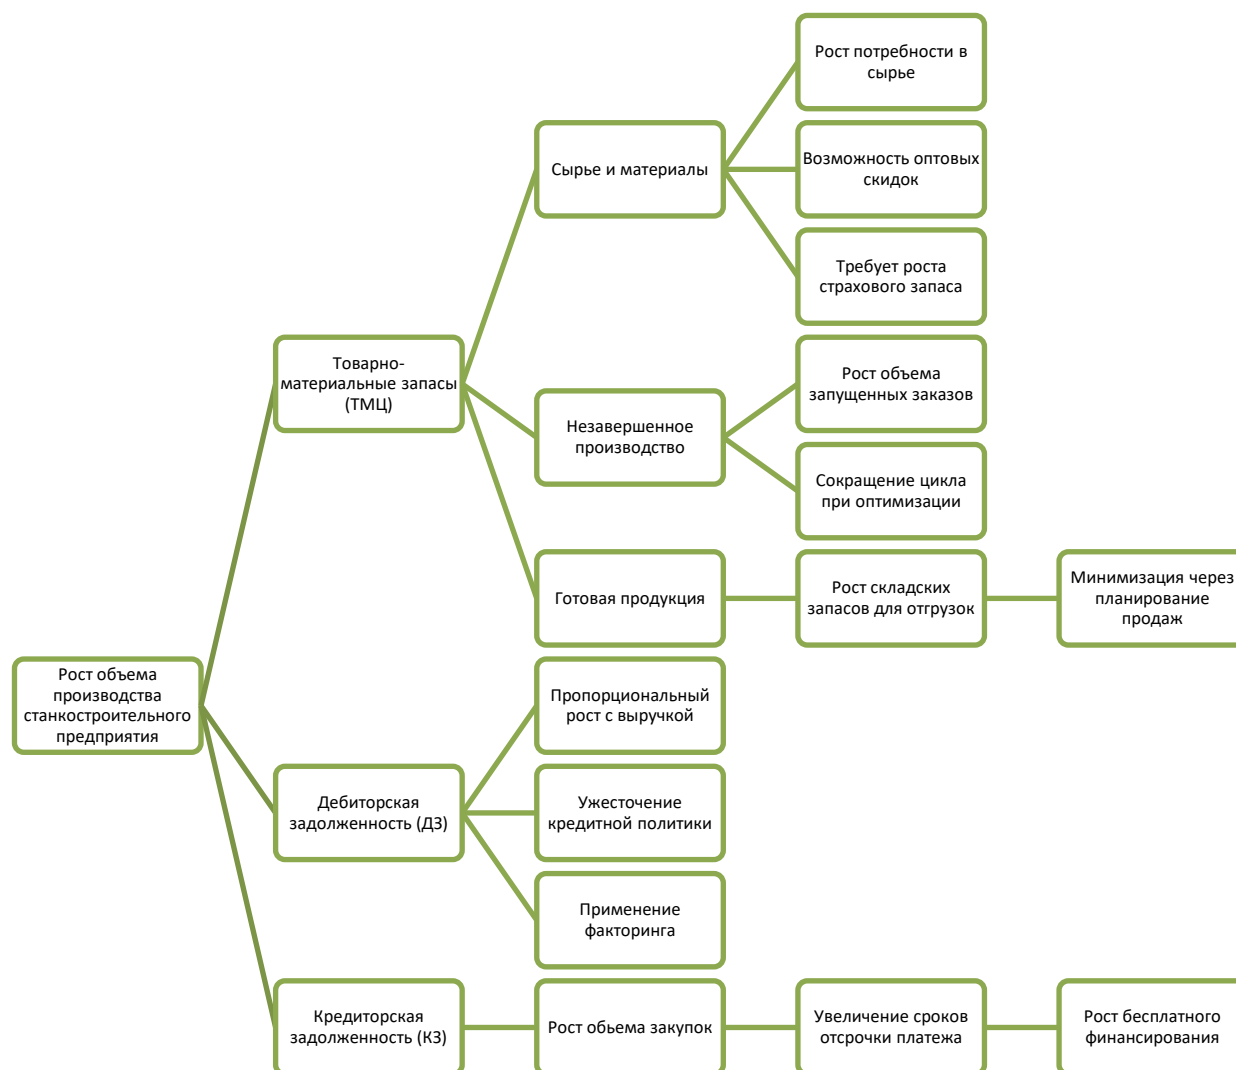 Рост потребности в
сырье
Возможность оптовых
скидок
Сырье и материалы
Требует роста
страхового запаса
Товарно-
материальные запасы
(ТМЦ)
Рост объема
запущенных заказов
Незавершенное
производство
Сокращение цикла
при оптимизации
Готовая продукция
Рост складских
запасов для отгрузок
Минимизация через
планирование
продаж
Рост объема
производства
станкостроительного
предприятия
Пропорциональный
рост с выручкой
Дебиторская
задолженность (ДЗ)
Ужесточение
кредитной политики
Применение
факторинга
Кредиторская
задолженность (КЗ)
Рост обьема закупок
Увеличение сроков
отсрочки платежа
Рост бесплатного
финансирования